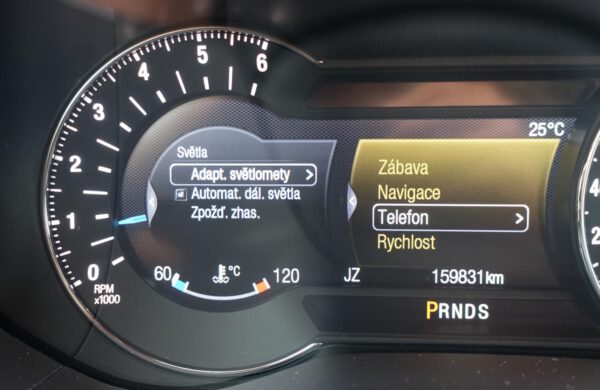 6
5
4
3
2
1
0
RPM
x1000
Světla
Adapt. světlomety >
Automat. dál. světla
Zpožď. zhas.
60 °C 120
25°C
Zábava
Navigace
Telefon >
Rychlost
JZ 159831 km
PRNDS